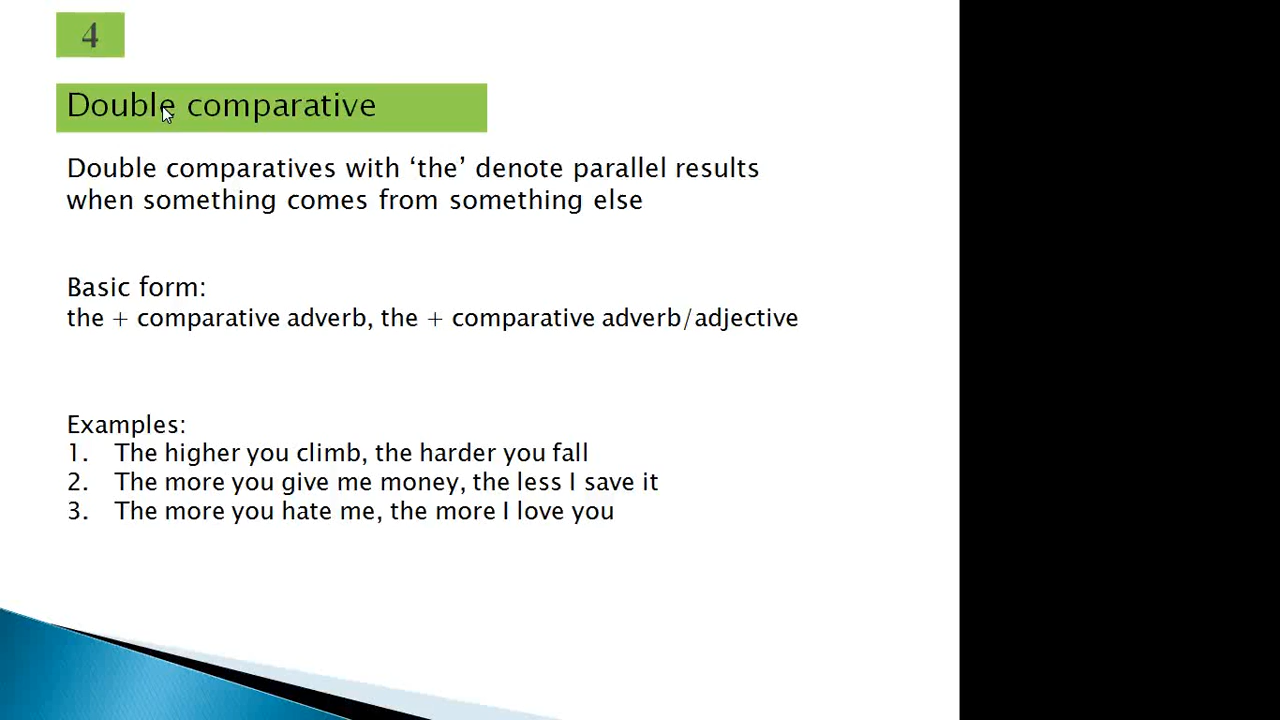 4
Double comparative
Double comparatives with ‘the’ denote parallel results
when something comes from something else
Basic form:
the + comparative adverb, the + comparative adverb/adjective
Examples:
1. The higher you climb, the harder you fall
2. The more you give me money, the less I save it
3. The more you hate me, the more I love you